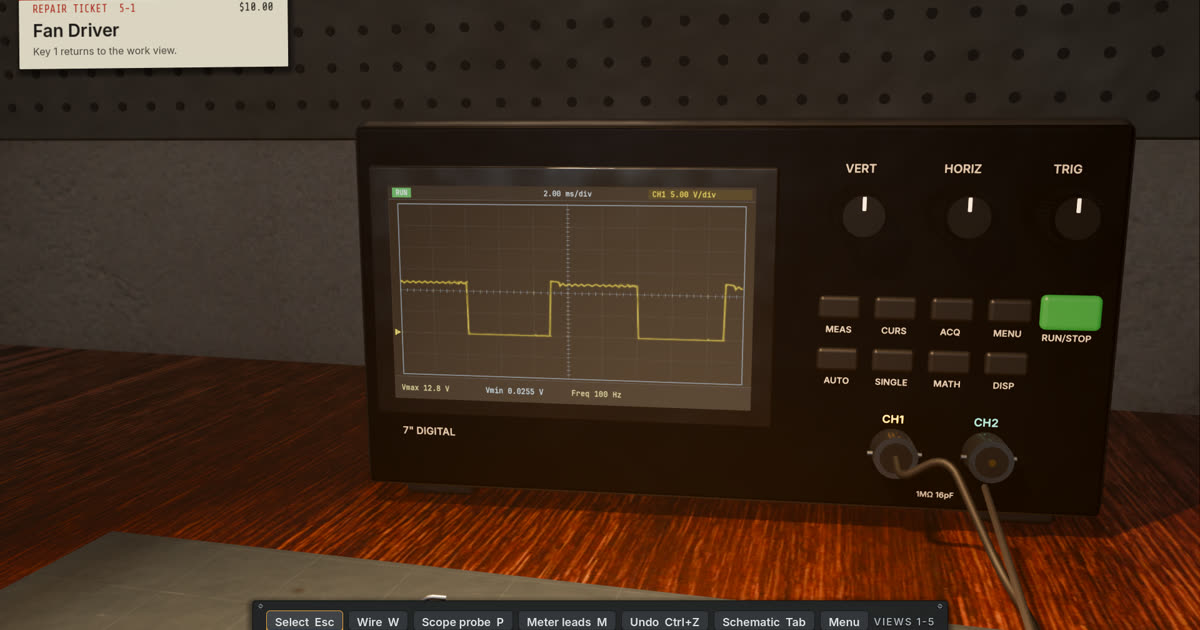 REPAIR TICKET 5-1 $10.00
Fan Driver
Key 1 returns to the work view.
RUN 2.00 ms/div CH1 5.00 V/div
Vmax 12.8 V Vmin 0.0255 V Freq 100 Hz
7" DIGITAL
VERT HORIZ TRIG
MEAS CURS ACQ MENU RUN/STOP
AUTO SINGLE MATH DISP
CH1 CH2
1MΩ 16pF
Select Esc Wire W Scope probe P Meter leads M Undo Ctrl+Z Schematic Tab Menu VIEWS 1-5